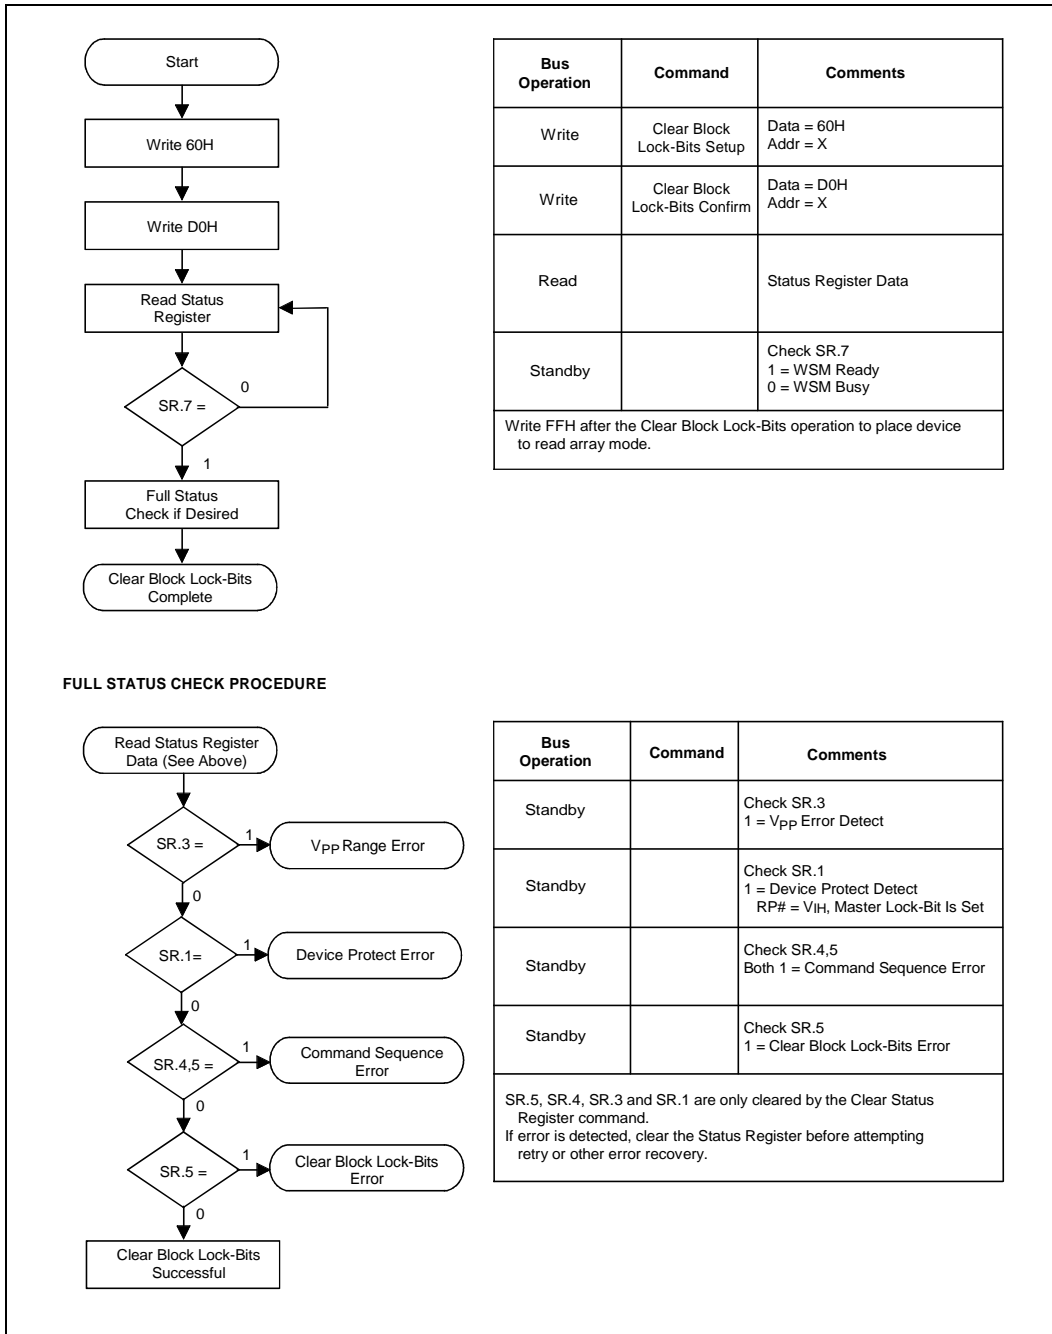 Start
Write 60H
Write D0H
Read Status
Register
0
SR.7 =
1
Full Status
Check if Desired
Clear Block Lock-Bits
Complete
Bus
Operation
Command
Comments
Write
Clear Block
Lock-Bits Setup
Data = 60H
Addr = X
Write
Clear Block
Lock-Bits Confirm
Data = D0H
Addr = X
Read
Status Register Data
Standby
Check SR.7
1 = WSM Ready
0 = WSM Busy
Write FFH after the Clear Block Lock-Bits operation to place device
to read array mode.
FULL STATUS CHECK PROCEDURE
Read Status Register
Data (See Above)
SR.3 =
1
VPP Range Error
0
SR.1=
1
Device Protect Error
0
SR.4,5 =
1
Command Sequence
Error
0
SR.5 =
1
Clear Block Lock-Bits
Error
0
Clear Block Lock-Bits
Successful
Bus
Operation
Command
Comments
Standby
Check SR.3
1 = VPP Error Detect
Standby
Check SR.1
1 = Device Protect Detect
RP# = VIH, Master Lock-Bit Is Set
Standby
Check SR.4,5
Both 1 = Command Sequence Error
Standby
Check SR.5
1 = Clear Block Lock-Bits Error
SR.5, SR.4, SR.3 and SR.1 are only cleared by the Clear Status
Register command.
If error is detected, clear the Status Register before attempting
retry or other error recovery.